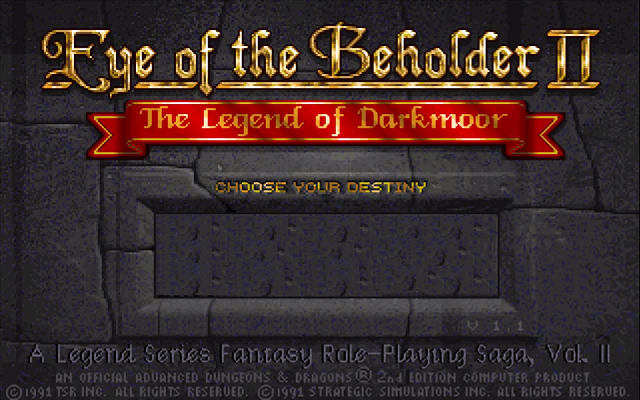 Eye of the Beholder II
The Legend of Darkmoor
CHOOSE YOUR DESTINY
V 1.1
A Legend Series Fantasy Role-Playing Saga, Vol. II
AN OFFICIAL ADVANCED DUNGEONS & DRAGONS® 2nd EDITION COMPUTER PRODUCT
©1991 TSR INC. ALL RIGHTS RESERVED. ©1991 STRATEGIC SIMULATIONS INC. ALL RIGHTS RESERVED.